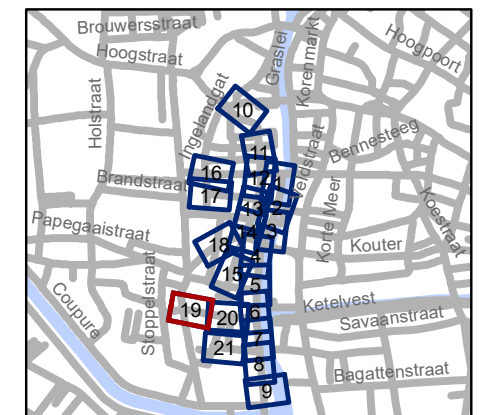 Brouwersstraat
Hoogstraat
Graslei
Korenmarkt
Hoogpoort
Holstraat
Ingelandgat
10
11
Veldstraat
Bennesteeg
16
12
1
Brandstraat
17
13
2
Korte Meer
Koestraat
Papegaaistraat
14
3
18
Kouter
4
15
5
Coupure
Stoppelstraat
19
20
6
Ketelvest
Savaanstraat
21
7
8
Bagattenstraat
9